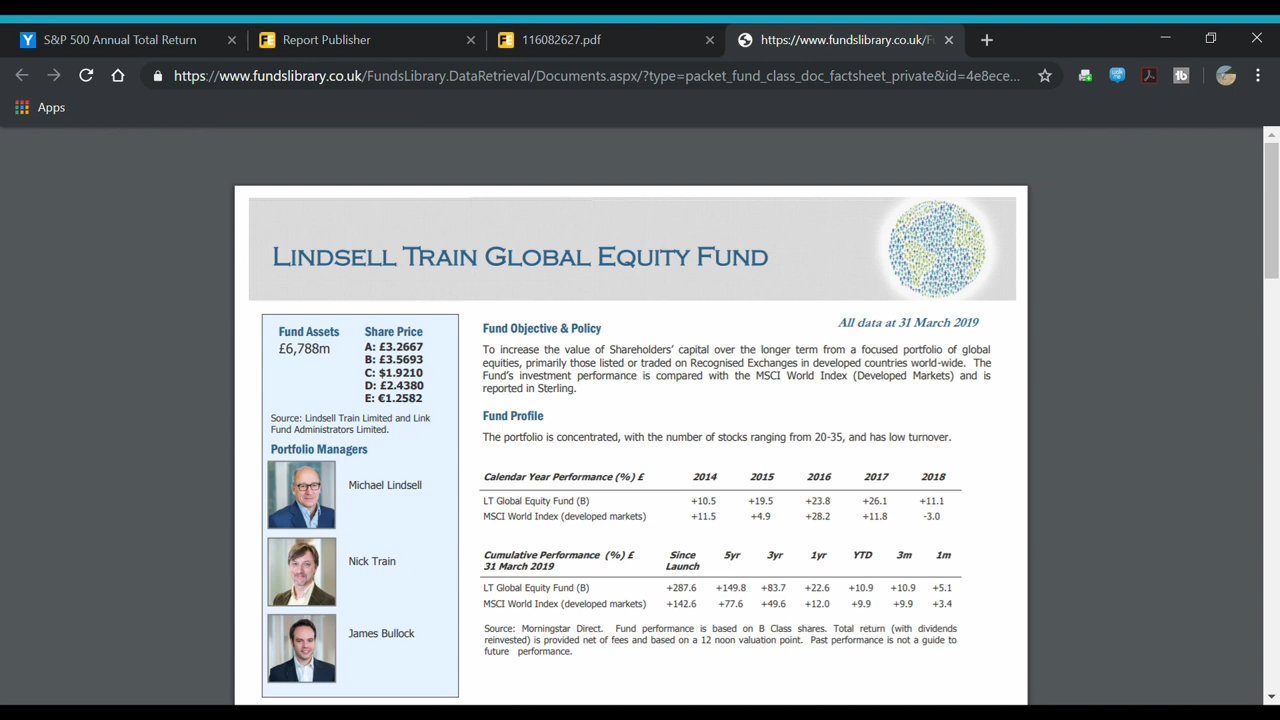 S&P 500 Annual Total Return
Report Publisher
116082627.pdf
https://www.fundslibrary.co.uk/F
https://www.fundslibrary.co.uk/FundsLibrary.DataRetrieval/Documents.aspx/?type=packet_fund_class_doc_factsheet_private&id=4e8ece...
Apps
LINDSELL TRAIN GLOBAL EQUITY FUND
All data at 31 March 2019
Fund Assets
£6,788m
Share Price
A: £3.2667
B: £3.5693
C: $1.9210
D: £2.4380
E: €1.2582
Source: Lindsell Train Limited and Link
Fund Administrators Limited.
Portfolio Managers
Michael Lindsell
Nick Train
James Bullock
Fund Objective & Policy
To increase the value of Shareholders' capital over the longer term from a focused portfolio of global
equities, primarily those listed or traded on Recognised Exchanges in developed countries world-wide. The
Fund's investment performance is compared with the MSCI World Index (Developed Markets) and is
reported in Sterling.
Fund Profile
The portfolio is concentrated, with the number of stocks ranging from 20-35, and has low turnover.
Calendar Year Performance (%) £ 2014 2015 2016 2017 2018
LT Global Equity Fund (B) +10.5 +19.5 +23.8 +26.1 +11.1
MSCI World Index (developed markets) +11.5 +4.9 +28.2 +11.8 -3.0
Cumulative Performance (%) £ Since 5yr 3yr 1yr YTD 3m 1m
31 March 2019 Launch
LT Global Equity Fund (B) +287.6 +149.8 +83.7 +22.6 +10.9 +10.9 +5.1
MSCI World Index (developed markets) +142.6 +77.6 +49.6 +12.0 +9.9 +9.9 +3.4
Source: Morningstar Direct. Fund performance is based on B Class shares. Total return (with dividends
reinvested) is provided net of fees and based on a 12 noon valuation point. Past performance is not a guide to
future performance.